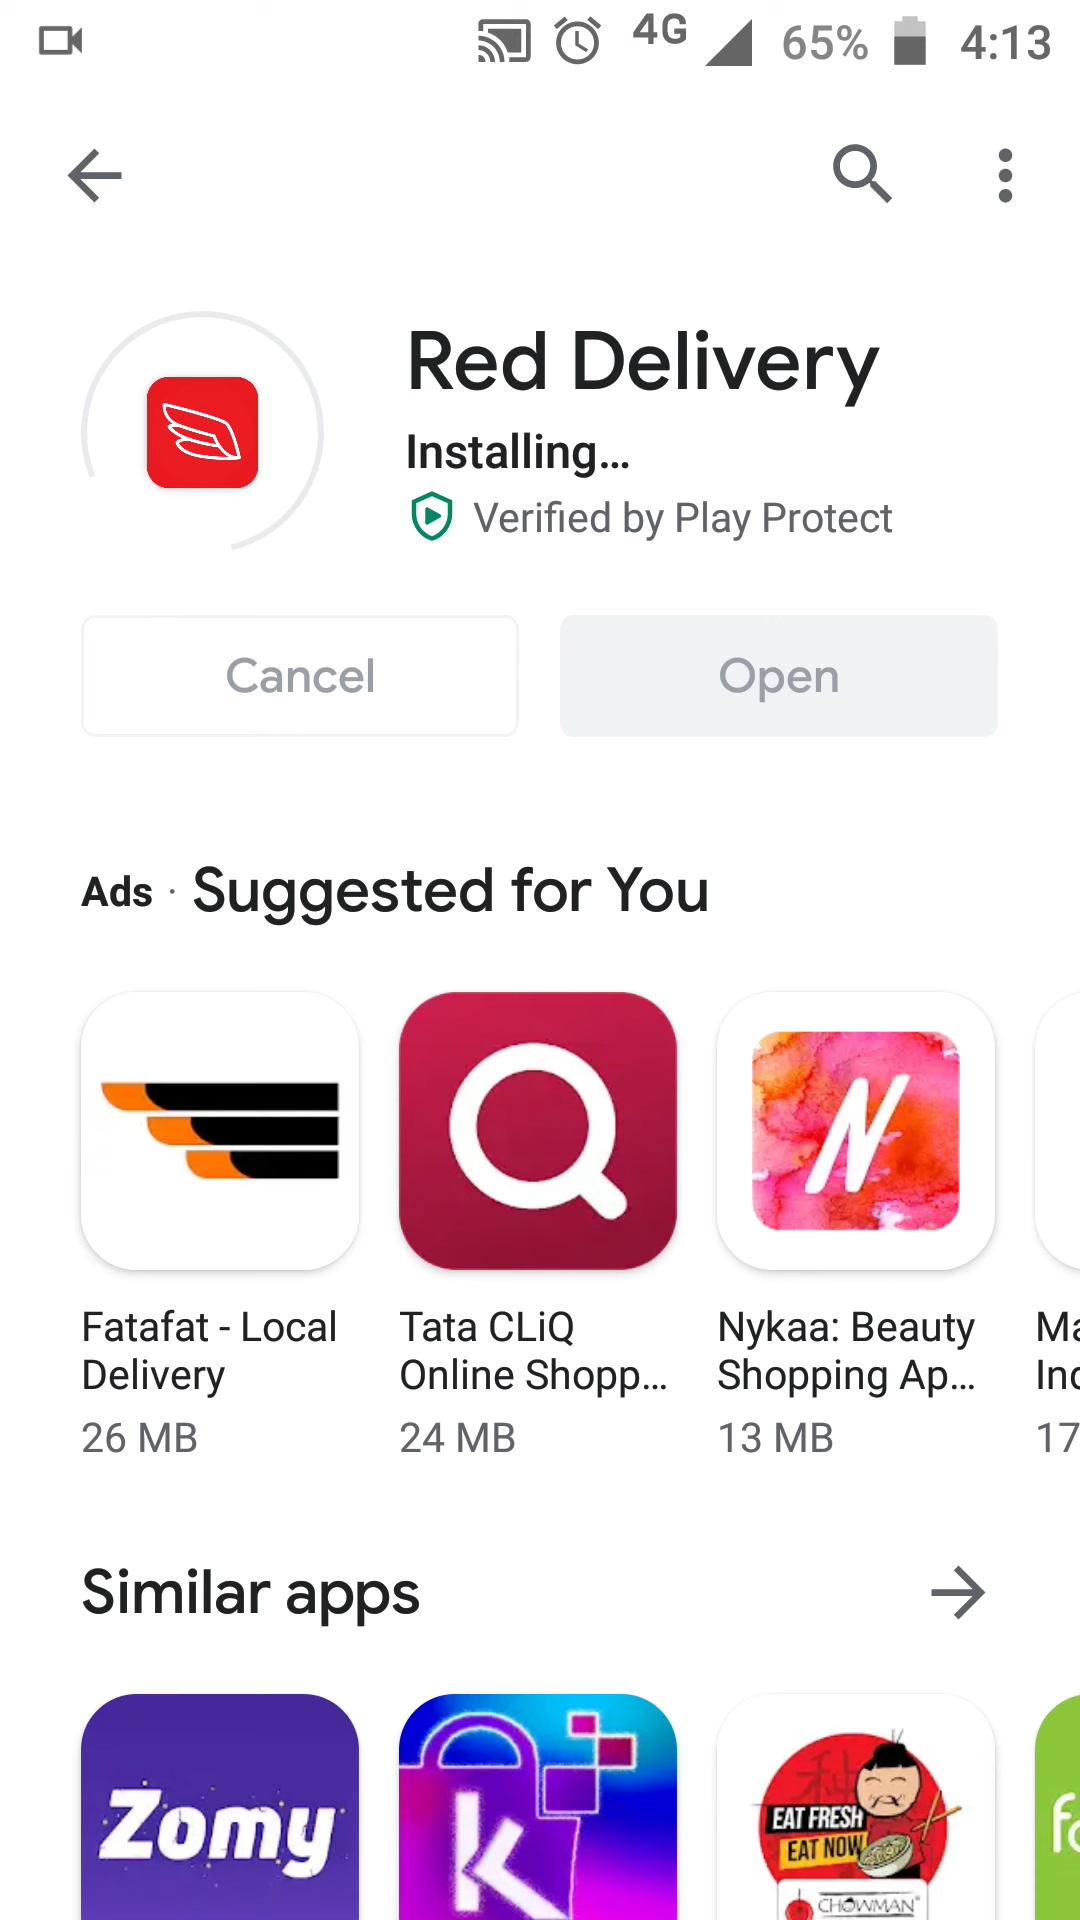 4G 65% 4:13
Red Delivery
Installing...
Verified by Play Protect
Cancel Open
Ads · Suggested for You
Fatafat - Local
Delivery
26 MB
Tata CLiQ
Online Shopp...
24 MB
Nykaa: Beauty
Shopping Ap...
13 MB
17
Similar apps
Zomy
k
EAT FRESH
EAT NOW
CHOWMAN